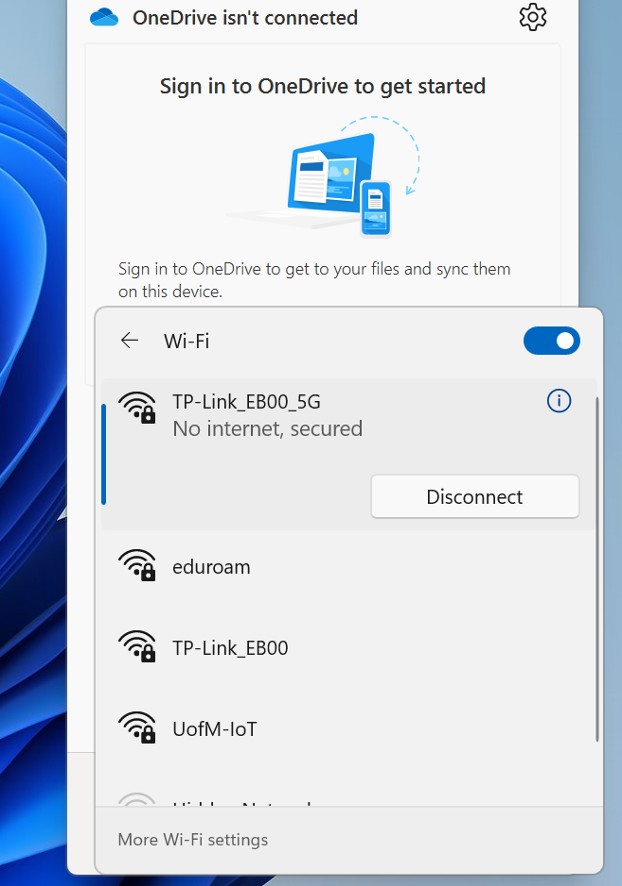 OneDrive isn't connected
Sign in to OneDrive to get started
Sign in to OneDrive to get to your files and sync them
on this device.
Wi-Fi
TP-Link_EB00_5G
No internet, secured
Disconnect
eduroam
TP-Link_EB00
UofM-IoT
More Wi-Fi settings